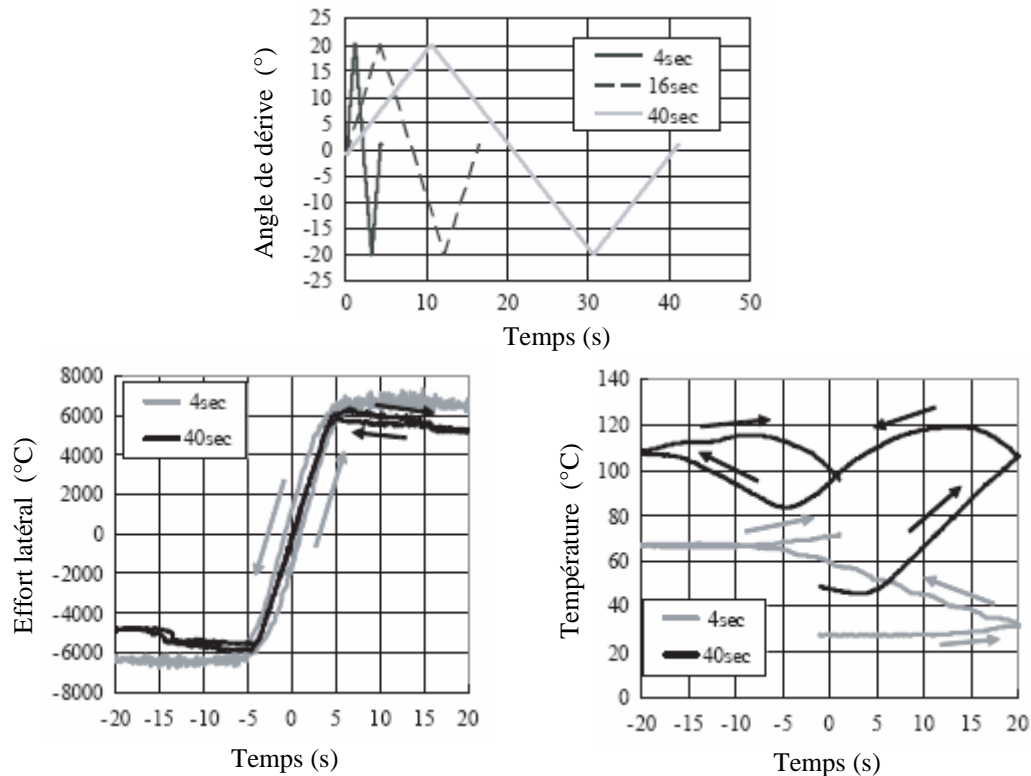 Angle de dérive (°)
25
20
15
10
5
0
-5
-10
-15
-20
-25
4sec
16sec
40sec
0 10 20 30 40 50
Temps (s)
Effort latéral (°C)
8000
6000
4000
2000
0
-2000
-4000
-6000
-8000
4sec
40sec
-20 -15 -10 -5 0 5 10 15 20
Temps (s)
Température (°C)
140
120
100
80
60
40
20
0
4sec
40sec
-20 -15 -10 -5 0 5 10 15 20
Temps (s)